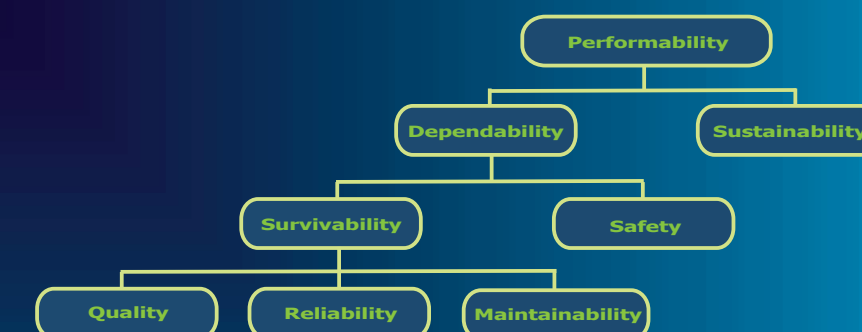 Performability
Dependability
Sustainability
Survivability
Safety
Quality
Reliability
Maintainability